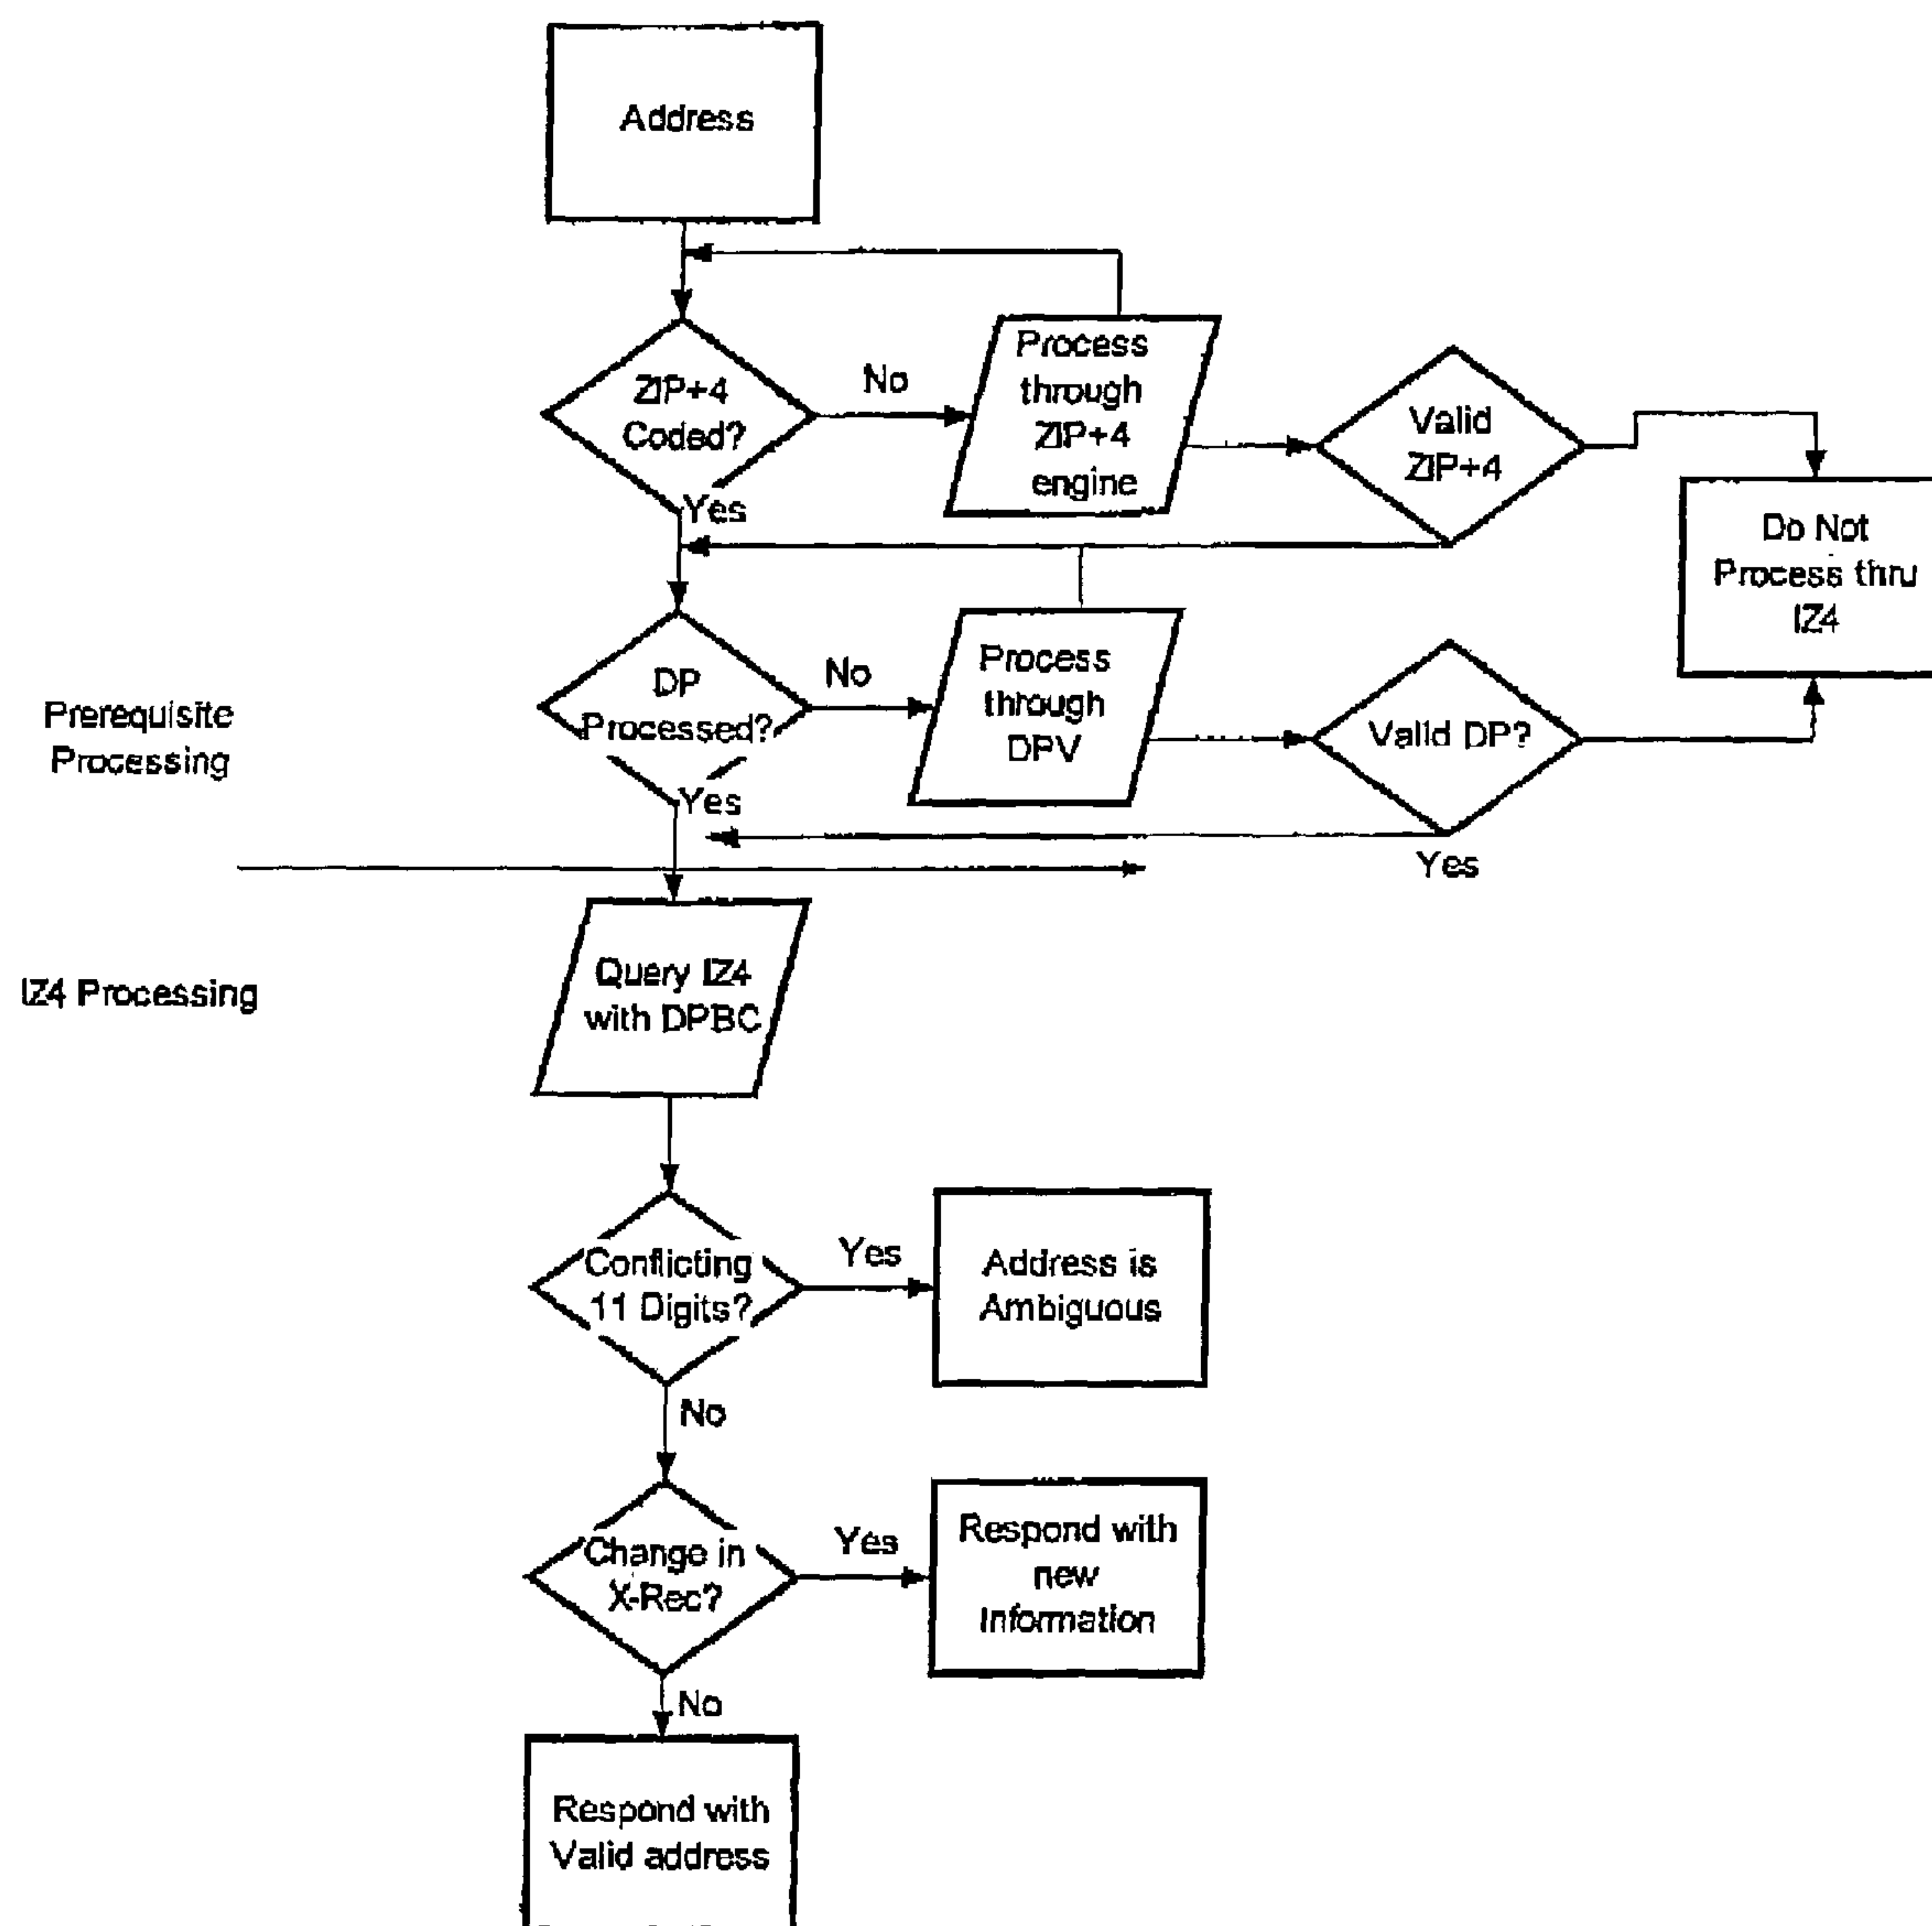 Address
ZIP+4
Coded?
No
Process
through
ZIP+4
engine
Valid
ZIP+4
Yes
Do Not
Process thru
IZ4
Prerequisite
Processing
DP
Processed?
No
Process
through
DPV
Valid DP?
Yes
Yes
IZ4 Processing
Query IZ4
with DPBC
Conflicting
11 Digits?
Yes
Address is
Ambiguous
No
Change in
X-Rec?
Yes
Respond with
new
Information
No
Respond with
Valid address